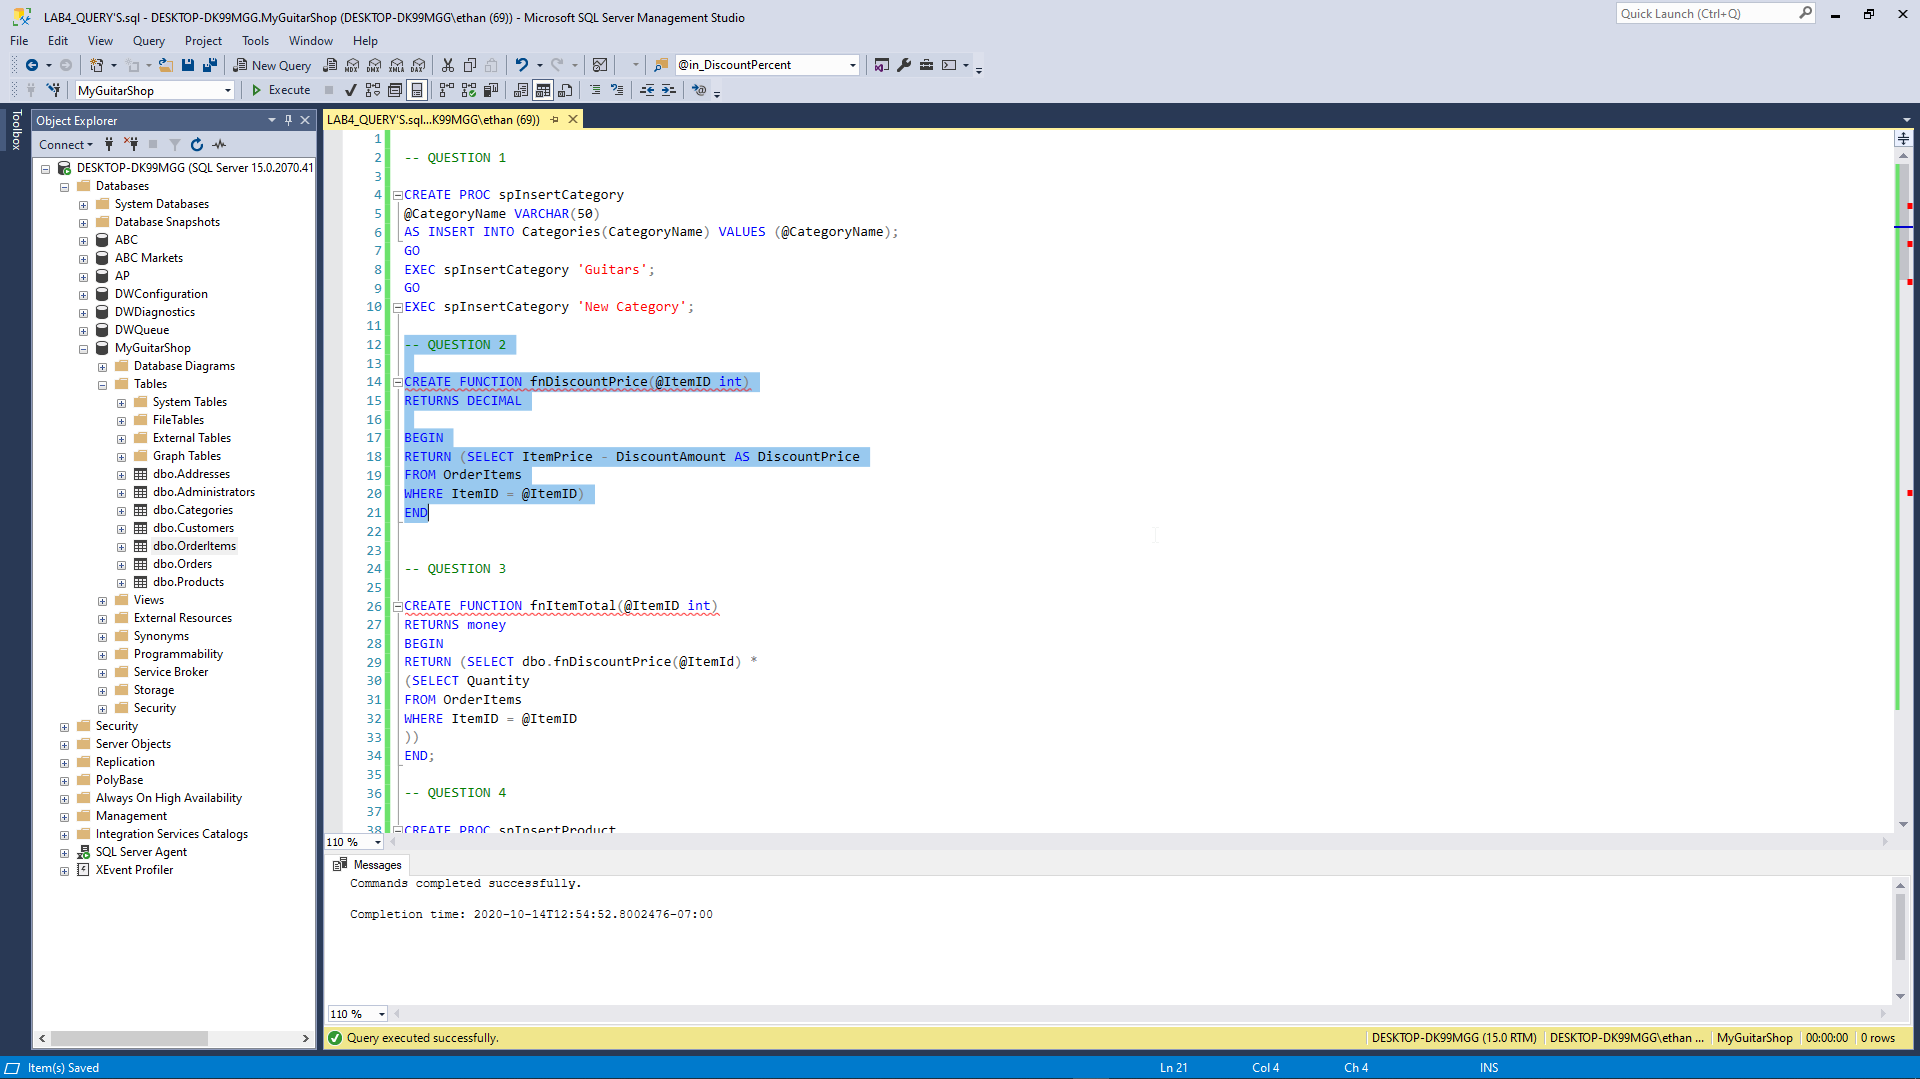 LAB4_QUERY'S.sql - DESKTOP-DK99MGG.MyGuitarShop (DESKTOP-DK99MGG\ethan (69)) - Microsoft SQL Server Management Studio
Quick Launch (Ctrl+Q)
File Edit View Query Project Tools Window Help
New Query MDX DMX XMLA DAX @in_DiscountPercent
MyGuitarShop Execute
Toolbox
Object Explorer
Connect
DESKTOP-DK99MGG (SQL Server 15.0.2070.41
Databases
System Databases
Database Snapshots
ABC
ABC Markets
AP
DWConfiguration
DWDiagnostics
DWQueue
MyGuitarShop
Database Diagrams
Tables
System Tables
FileTables
External Tables
Graph Tables
dbo.Addresses
dbo.Administrators
dbo.Categories
dbo.Customers
dbo.OrderItems
dbo.Orders
dbo.Products
Views
External Resources
Synonyms
Programmability
Service Broker
Storage
Security
Security
Server Objects
Replication
PolyBase
Always On High Availability
Management
Integration Services Catalogs
SQL Server Agent
XEvent Profiler
LAB4_QUERY'S.sql...K99MGG\ethan (69))
1
2 -- QUESTION 1
3
4 CREATE PROC spInsertCategory
5 @CategoryName VARCHAR(50)
6 AS INSERT INTO Categories(CategoryName) VALUES (@CategoryName);
7 GO
8 EXEC spInsertCategory 'Guitars';
9 GO
10 EXEC spInsertCategory 'New Category';
11
12 -- QUESTION 2
13
14 CREATE FUNCTION fnDiscountPrice(@ItemID int)
15 RETURNS DECIMAL
16
17 BEGIN
18 RETURN (SELECT ItemPrice - DiscountAmount AS DiscountPrice
19 FROM OrderItems
20 WHERE ItemID = @ItemID)
21 END
22
23
24 -- QUESTION 3
25
26 CREATE FUNCTION fnItemTotal(@ItemID int)
27 RETURNS money
28 BEGIN
29 RETURN (SELECT dbo.fnDiscountPrice(@ItemId) *
30 (SELECT Quantity
31 FROM OrderItems
32 WHERE ItemID = @ItemID
33 ))
34 END;
35
36 -- QUESTION 4
37
38 CREATE PROC spInsertProduct
110 %
Messages
Commands completed successfully.
Completion time: 2020-10-14T12:54:52.8002476-07:00
110 %
Query executed successfully. DESKTOP-DK99MGG (15.0 RTM) DESKTOP-DK99MGG\ethan ... MyGuitarShop 00:00:00 0 rows
Item(s) Saved Ln 21 Col 4 Ch 4 INS